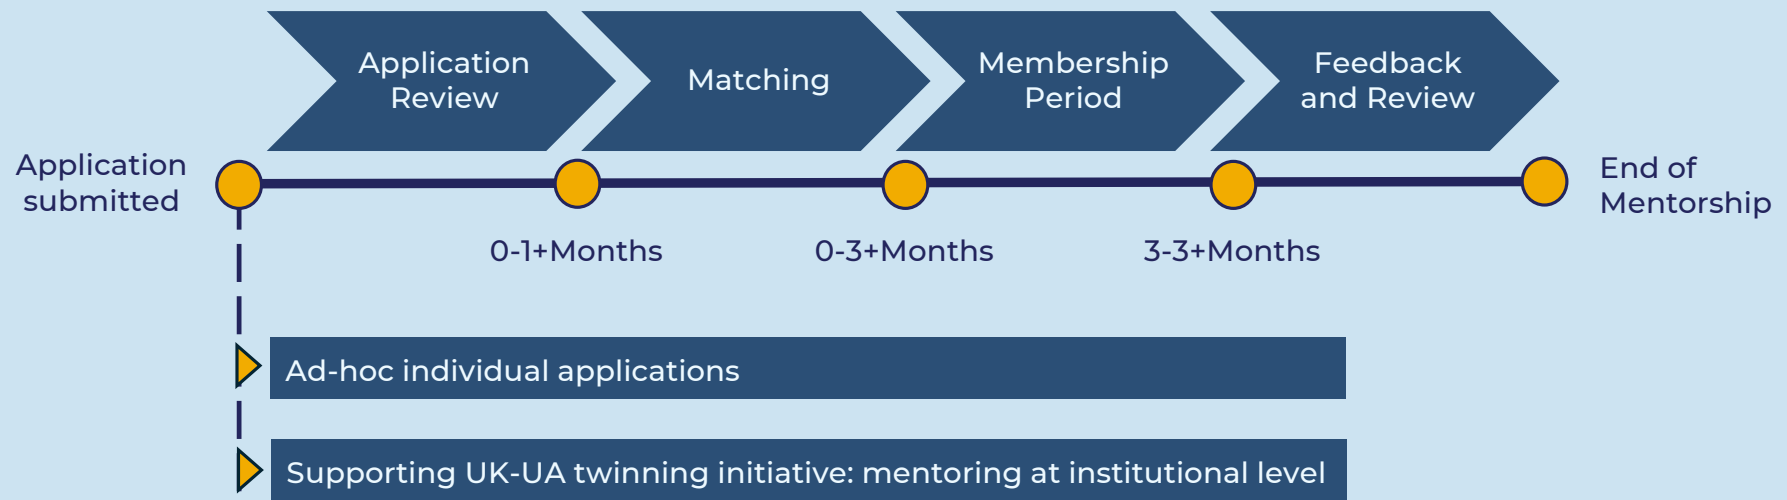 Application
Review
Matching
Membership
Period
Feedback
and Review
Application
submitted
End of
Mentorship
0-1+Months
0-3+Months
3-3+Months
Ad-hoc individual applications
Supporting UK-UA twinning initiative: mentoring at institutional level